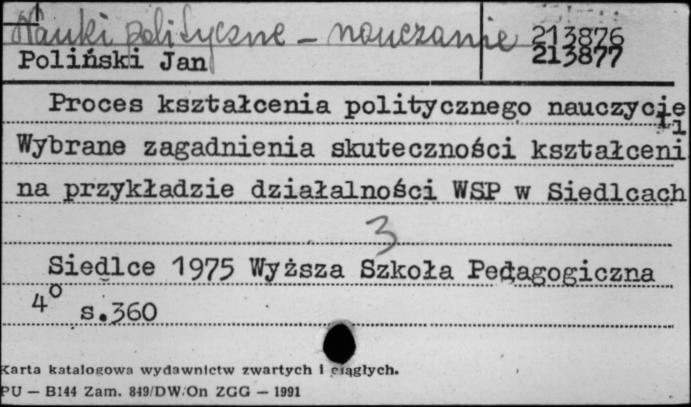 Nauki polityczne – nauczanie 213876
Poliński Jan 213877
Proces kształcenia politycznego nauczycie
li
Wybrane zagadnienia skuteczności kształceni
na przykładzie działalności WSP w Siedlcach
3
Siedlce 1975 Wyższa Szkoła Pedagogiczna
4° s.360
Karta katalogowa wydawnictw zwartych i ciągłych.
PU — B144 Zam. 849/DW/On ZGG — 1991